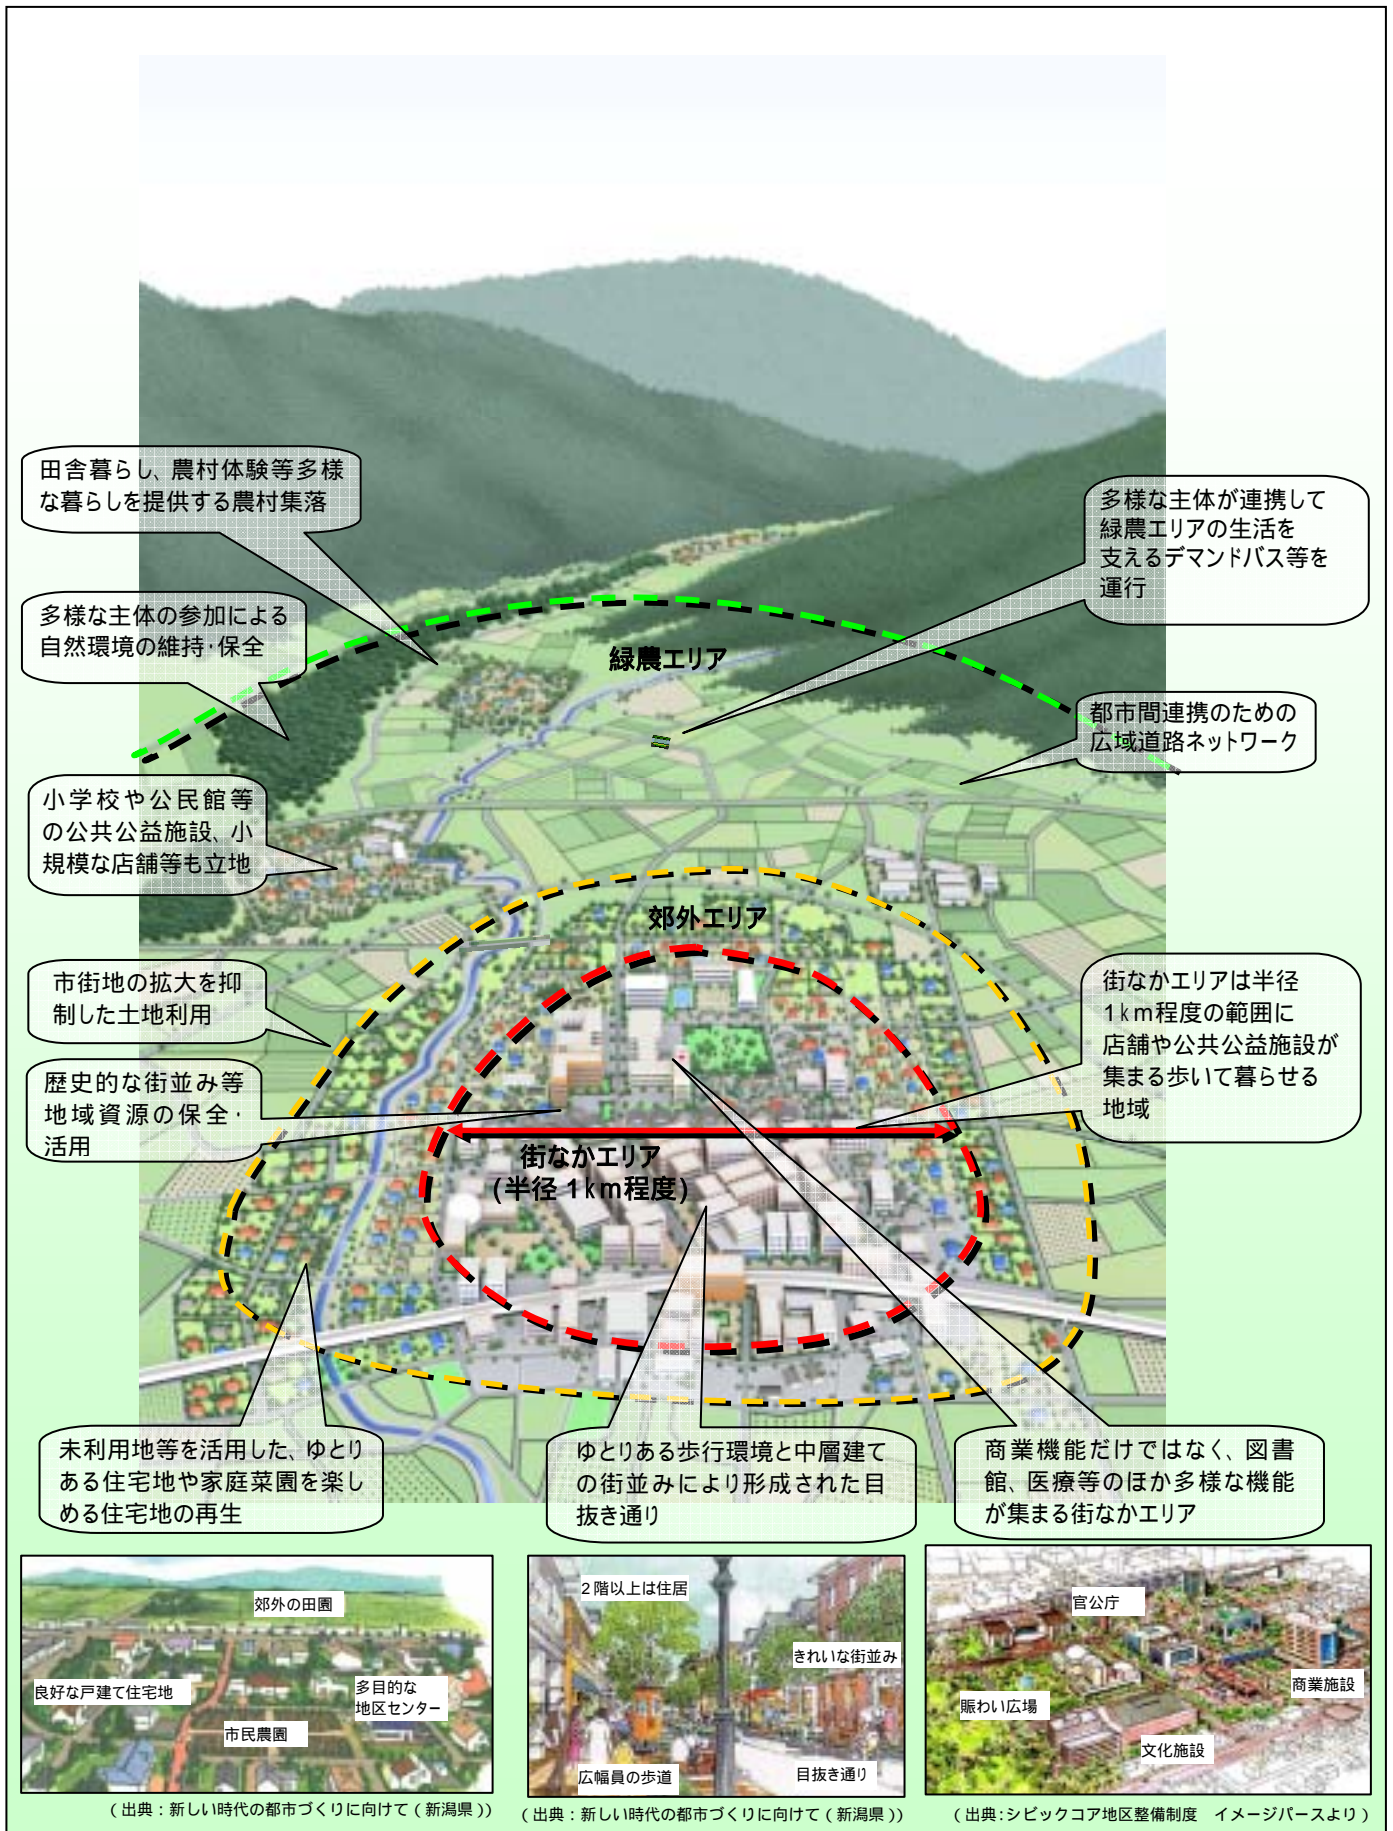 田舎暮らし、農村体験等多様
な暮らしを提供する農村集落
多様な主体が連携して
緑農エリアの生活を
支えるデマンドバス等を
運行
多様な主体の参加による
自然環境の維持・保全
緑農エリア
都市間連携のための
広域道路ネットワーク
小学校や公民館等
の公共公益施設、小
規模な店舗等も立地
郊外エリア
市街地の拡大を抑
制した土地利用
街なかエリアは半径
1km程度の範囲に
店舗や公共公益施設が
集まる歩いて暮らせる
地域
歴史的な街並み等
地域資源の保全・
活用
街なかエリア
(半径 1km程度)
未利用地等を活用した、ゆとり
ある住宅地や家庭菜園を楽し
める住宅地の再生
ゆとりある歩行環境と中層建て
の街並みにより形成された目
抜き通り
商業機能だけではなく、図書
館、医療等のほか多様な機能
が集まる街なかエリア
郊外の田園
良好な戸建て住宅地
多目的な
地区センター
市民農園
(出典:新しい時代の都市づくりに向けて(新潟県))
2階以上は住居
きれいな街並み
広幅員の歩道
目抜き通り
(出典:新しい時代の都市づくりに向けて(新潟県))
官公庁
商業施設
賑わい広場
文化施設
(出典:シビックコア地区整備制度 イメージパースより)